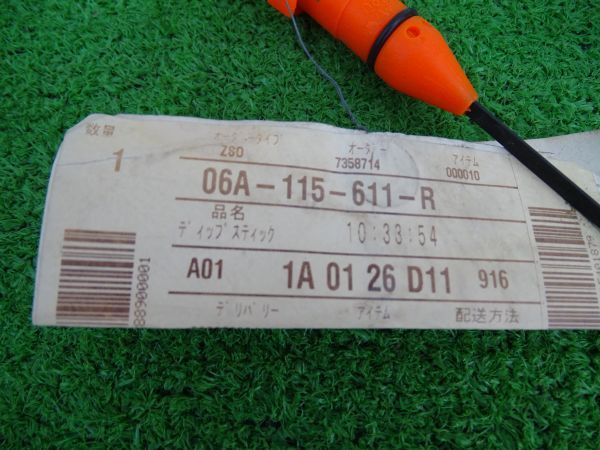 数量 オーダータイプ オーダー アイテム
1 ZSO 7358714 000010
06A-115-611-R
品名
ディップスティック 10:33:54
A01 1A 01 26 D11 916
デリバリー アイテム 配送方法
88900001